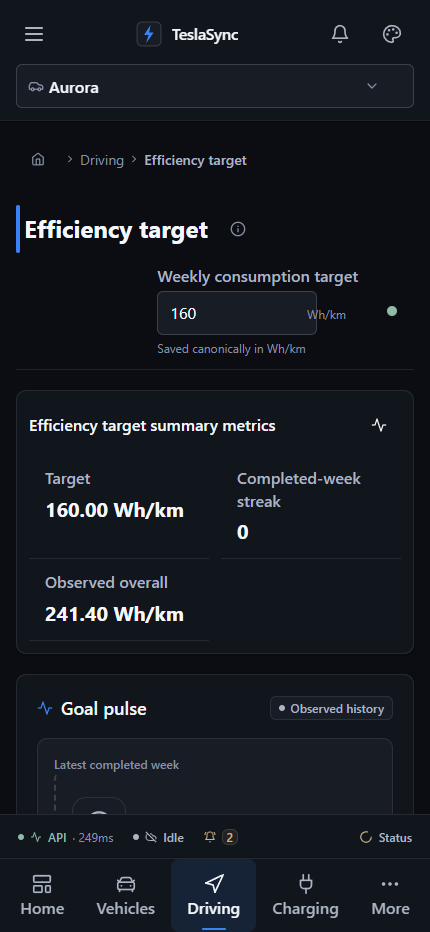 TeslaSync
Aurora
Driving > Efficiency target
Efficiency target
Weekly consumption target
160 Wh/km
Saved canonically in Wh/km
Efficiency target summary metrics
Target
160.00 Wh/km
Completed-week
streak
0
Observed overall
241.40 Wh/km
Goal pulse
Observed history
Latest completed week
API · 249ms
Idle
2
Status
Home
Vehicles
Driving
Charging
More